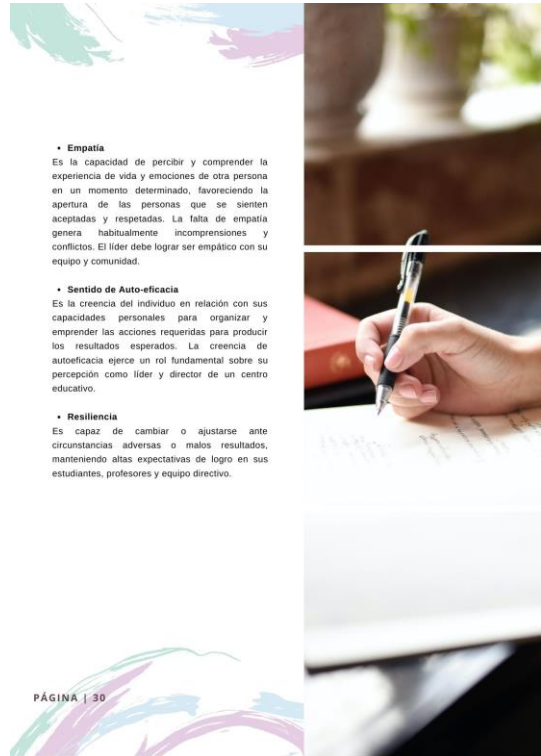 • Empatía
Es la capacidad de percibir y comprender la
experiencia de vida y emociones de otra persona
en un momento determinado, favoreciendo la
apertura de las personas que se sienten
aceptadas y respetadas. La falta de empatía
genera habitualmente incomprensiones y
conflictos. El líder debe lograr ser empático con su
equipo y comunidad.
• Sentido de Auto-eficacia
Es la creencia del individuo en relación con sus
capacidades personales para organizar y
emprender las acciones requeridas para producir
los resultados esperados. La creencia de
autoeficacia ejerce un rol fundamental sobre su
percepción como líder y director de un centro
educativo.
• Resiliencia
Es capaz de cambiar o ajustarse ante
circunstancias adversas o malos resultados,
manteniendo altas expectativas de logro en sus
estudiantes, profesores y equipo directivo.
PÁGINA | 30